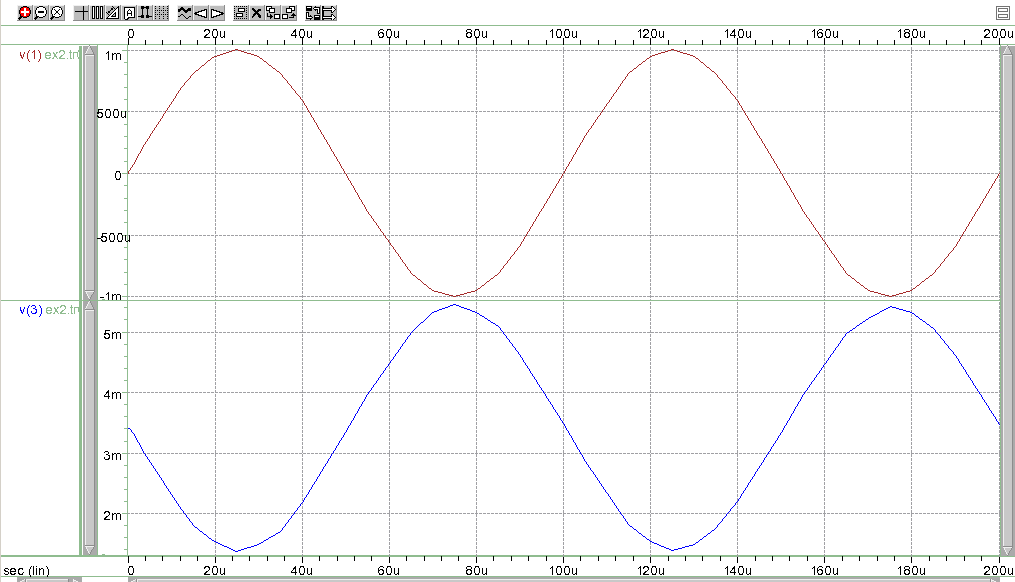 0 20u 40u 60u 80u 100u 120u 140u 160u 180u 200u
v(1) ex2.tr
1m
500u
0
-500u
-1m
v(3) ex2.tr
5m
4m
3m
2m
sec (lin) 0 20u 40u 60u 80u 100u 120u 140u 160u 180u 200u